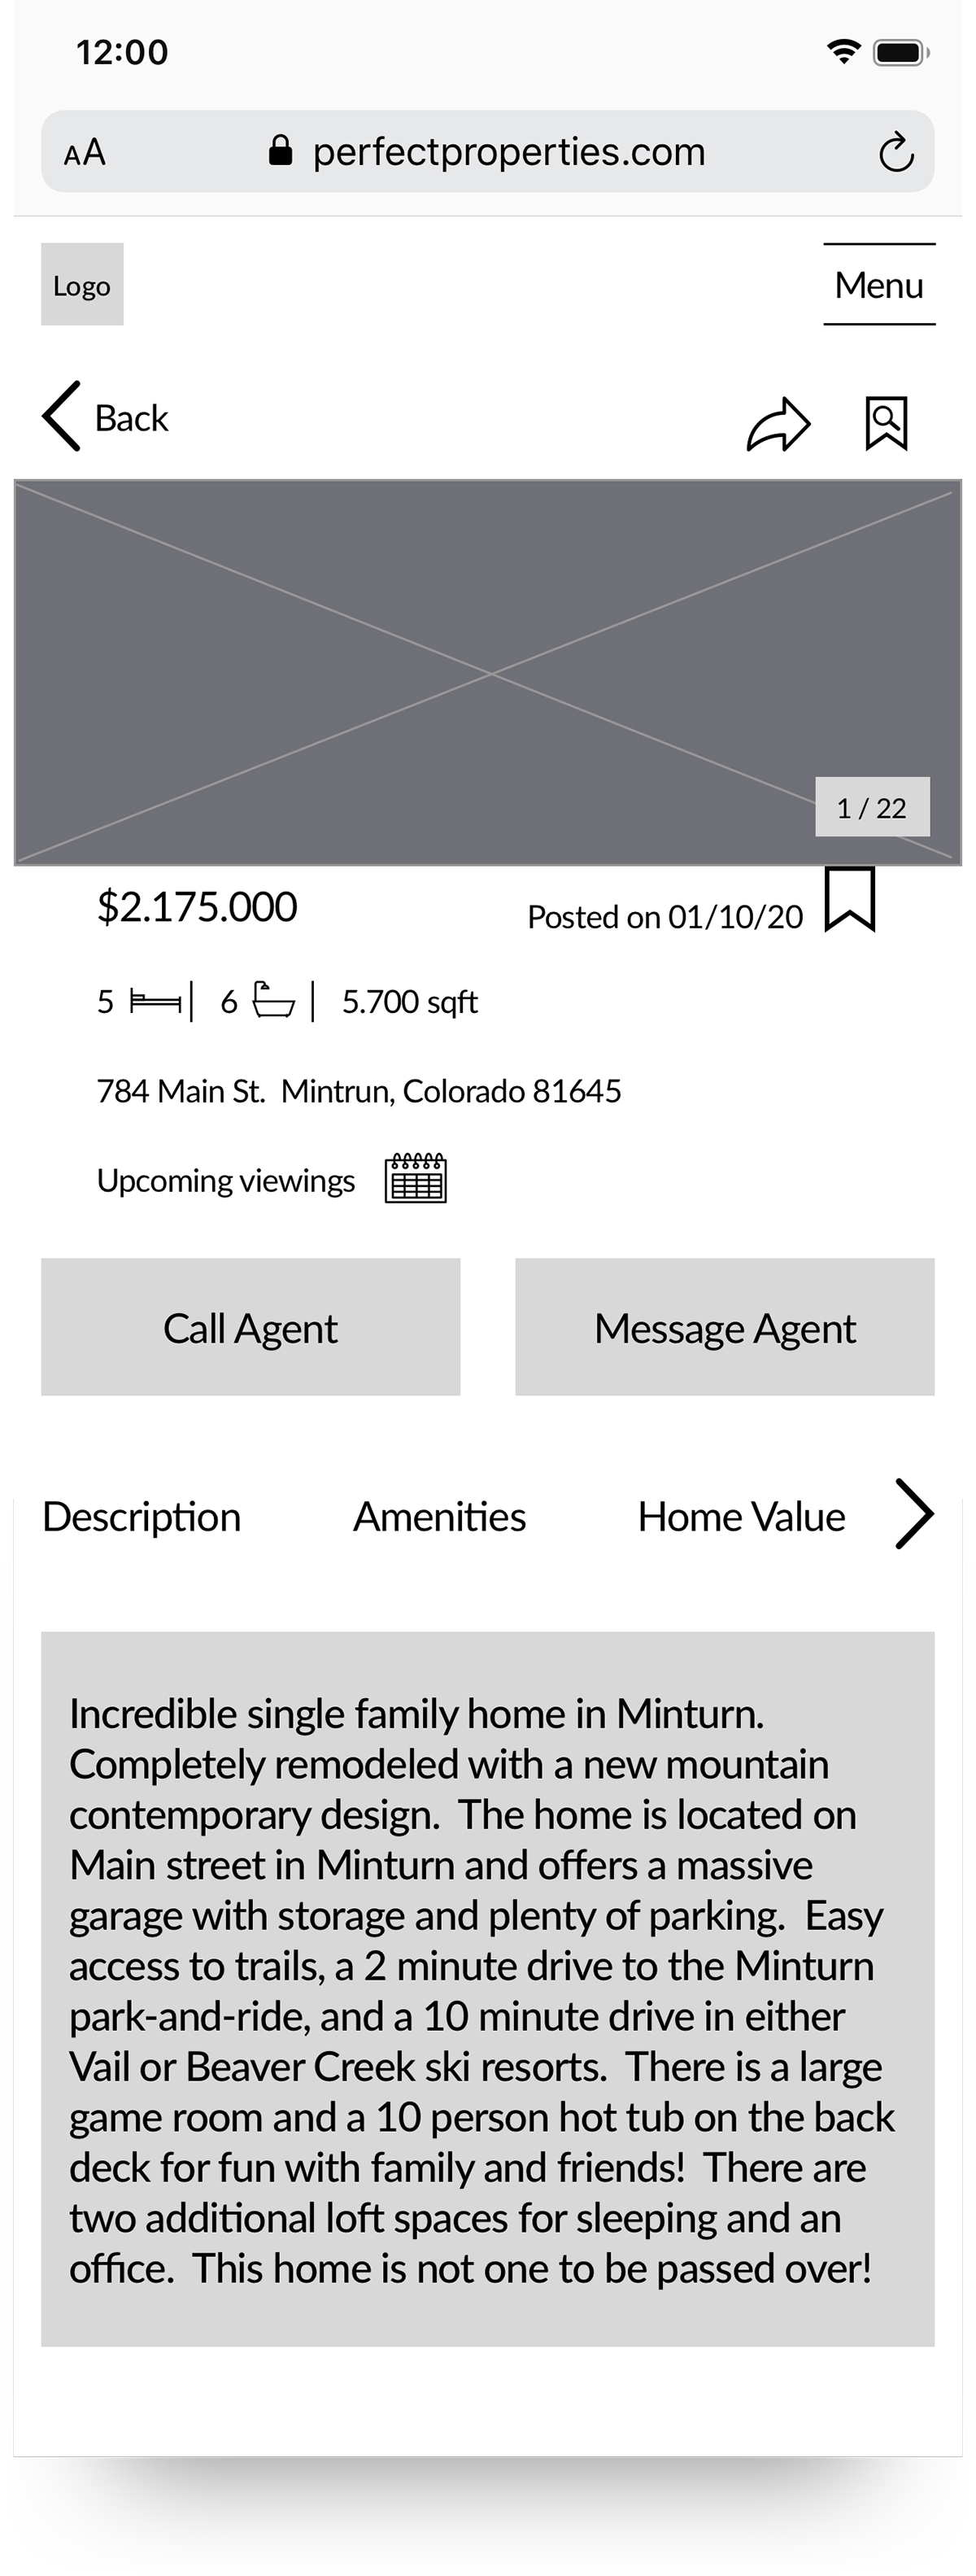 12:00
AA perfectproperties.com
Logo
Menu
Back
1 / 22
$2.175.000
Posted on 01/10/20
5 6 5.700 sqft
784 Main St.  Mintrun, Colorado 81645
Upcoming viewings
Call Agent
Message Agent
Description Amenities Home Value
Incredible single family home in Minturn.
Completely remodeled with a new mountain
contemporary design.  The home is located on
Main street in Minturn and offers a massive
garage with storage and plenty of parking.  Easy
access to trails, a 2 minute drive to the Minturn
park-and-ride, and a 10 minute drive in either
Vail or Beaver Creek ski resorts.  There is a large
game room and a 10 person hot tub on the back
deck for fun with family and friends!  There are
two additional loft spaces for sleeping and an
office.  This home is not one to be passed over!